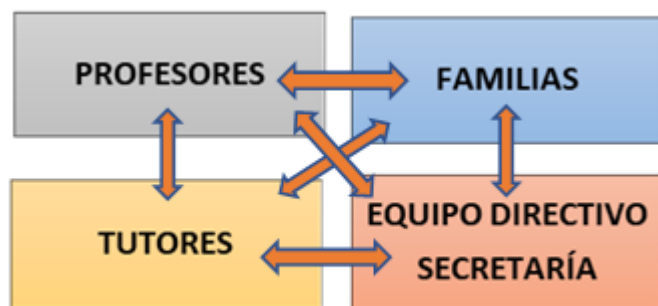 PROFESORES
FAMILIAS
TUTORES
EQUIPO DIRECTIVO
SECRETARÍA